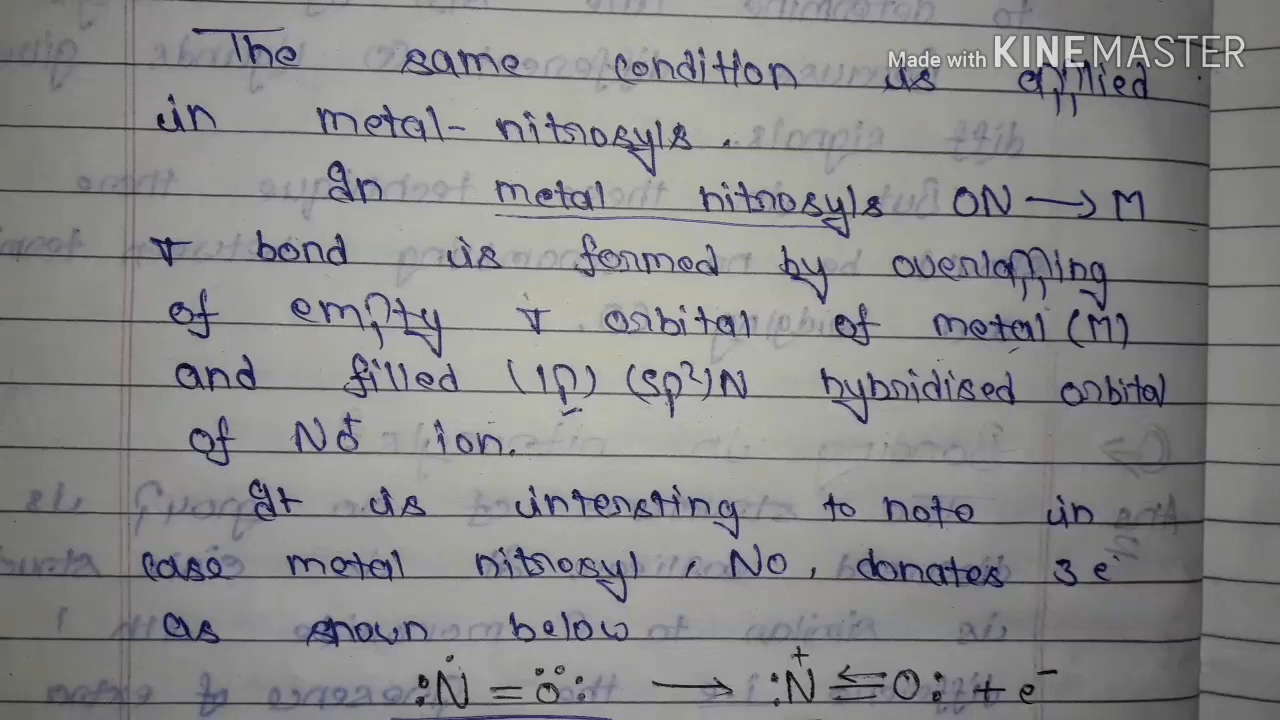 Made with KINEMASTER
The same condition is applied
in metal-nitrosyls.
In metal nitrosyls ON → M
σ bond is formed by overlapping
of empty σ orbital of metal (M)
and filled (lp) (sp²)N hybridised orbital
of NO⁺ ion.
It is intersting to note in
case metal nitrosyl, NO, donates 3 e⁻
as shown below
:Ṅ = Ö: → :N⁺ ≡ O: + e⁻